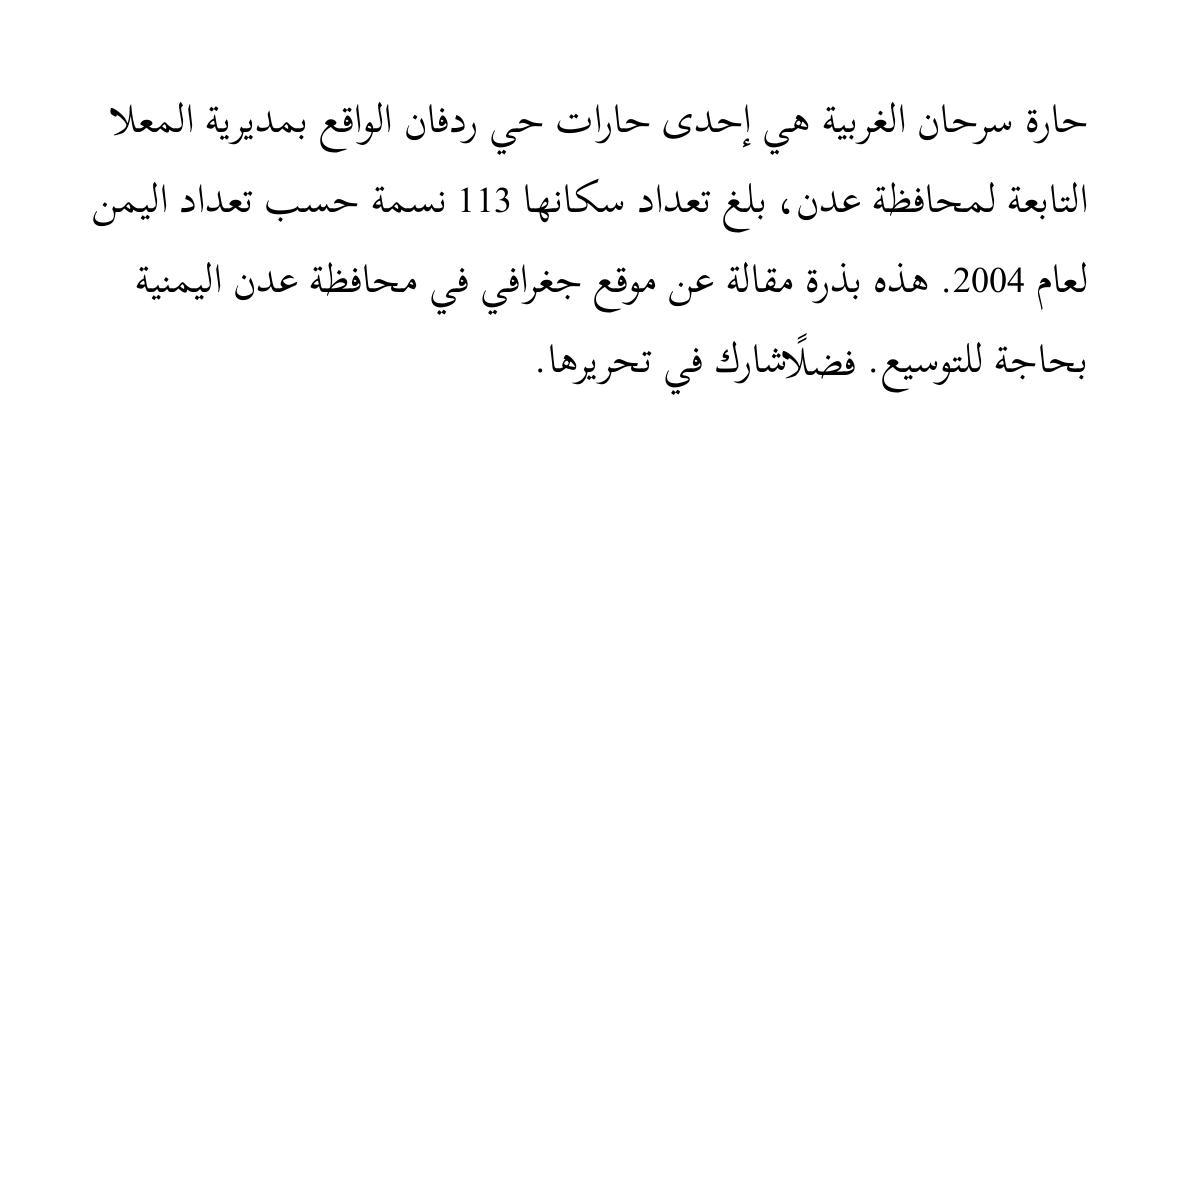 حارة سرحان الغربية هي إحدى حارات حي ردفان الواقع بمديرية المعلا
التابعة لمحافظة عدن، بلغ تعداد سكانها 113 نسمة حسب تعداد اليمن
لعام 2004. هذه بذرة مقالة عن موقع جغرافي في محافظة عدن اليمنية
بحاجة للتوسيع. فضلًاشارك في تحريرها.